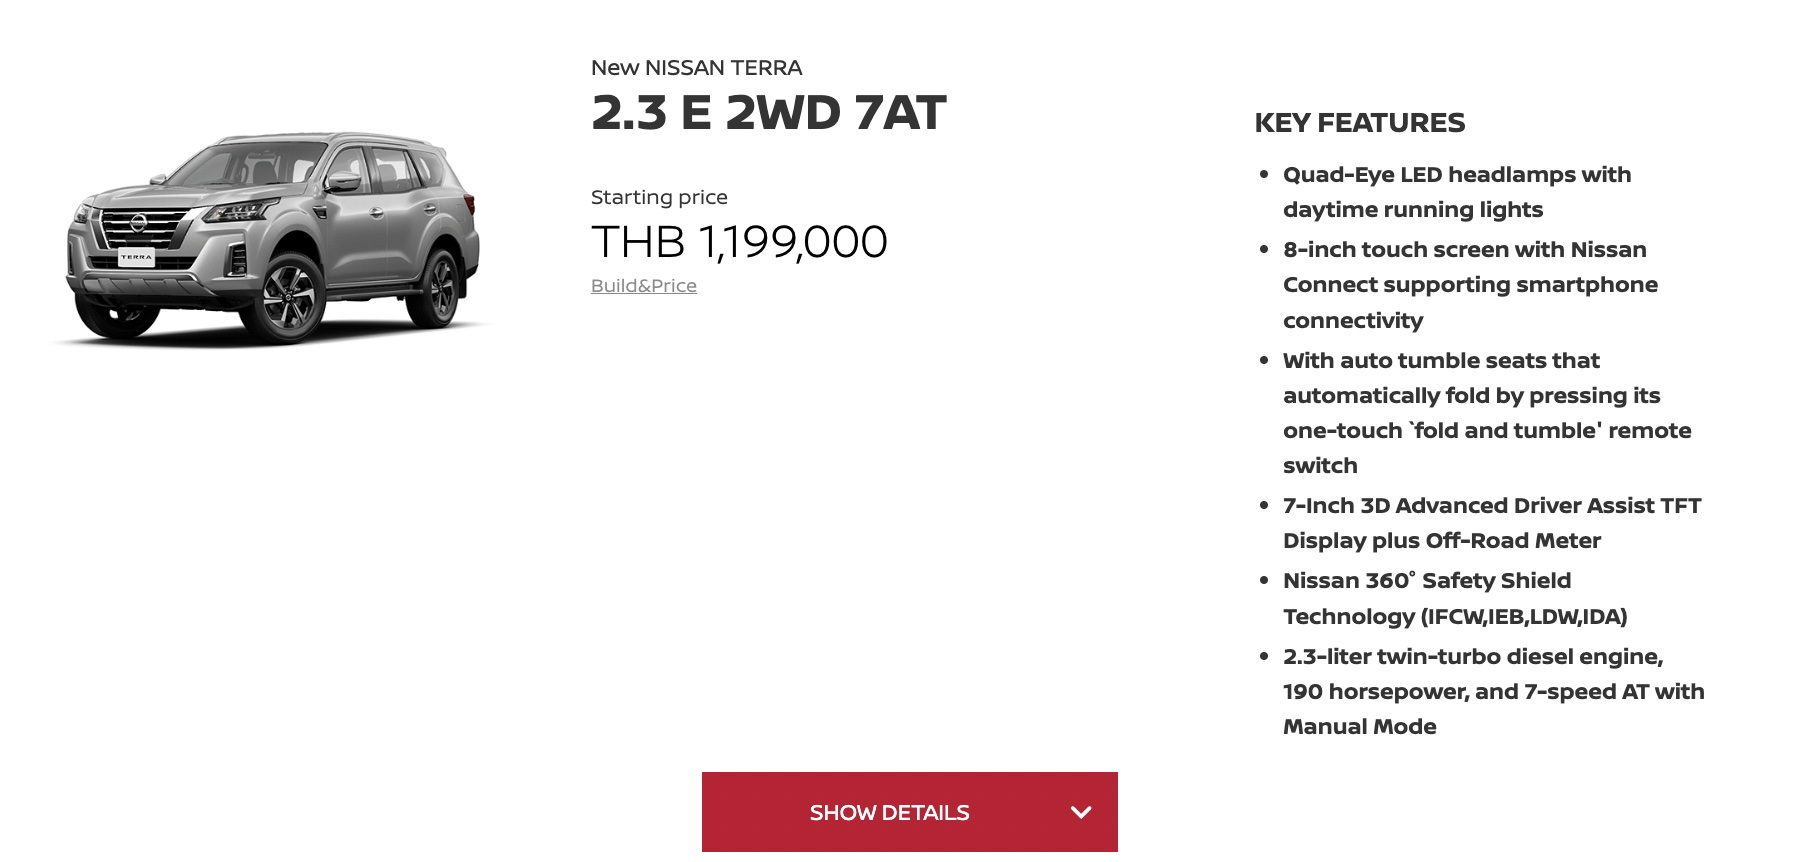 New NISSAN TERRA
2.3 E 2WD 7AT
Starting price
THB 1,199,000
Build&Price
TERRA
KEY FEATURES
• Quad-Eye LED headlamps with
daytime running lights
• 8-inch touch screen with Nissan
Connect supporting smartphone
connectivity
• With auto tumble seats that
automatically fold by pressing its
one-touch `fold and tumble' remote
switch
• 7-Inch 3D Advanced Driver Assist TFT
Display plus Off-Road Meter
• Nissan 360° Safety Shield
Technology (IFCW,IEB,LDW,IDA)
• 2.3-liter twin-turbo diesel engine,
190 horsepower, and 7-speed AT with
Manual Mode
SHOW DETAILS